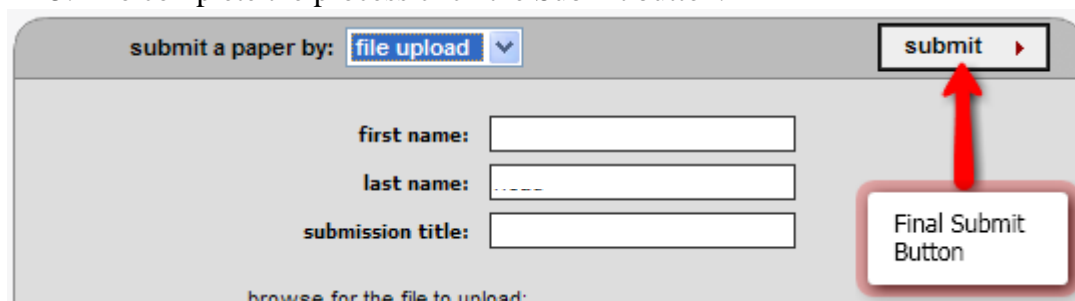 submit a paper by: file upload
submit
first name:
last name:
submission title:
Final Submit
Button
browse for the file to upload: